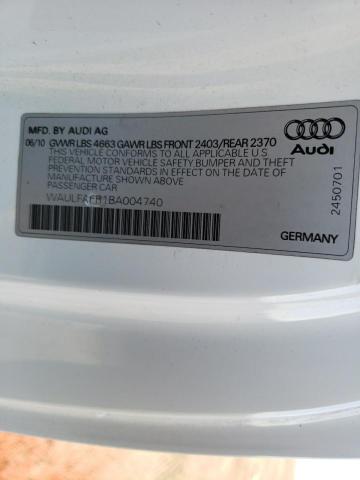 MFD. BY AUDI AG
06/10 GVWR LBS 4663 GAWR LBS FRONT 2403/REAR 2370
THIS VEHICLE CONFORMS TO ALL APPLICABLE U S
FEDERAL MOTOR VEHICLE SAFETY, BUMPER AND THEFT
PREVENTION STANDARDS IN EFFECT ON THE DATE OF
MANUFACTURE SHOWN ABOVE
PASSENGER CAR
Audi
GERMANY
2450701